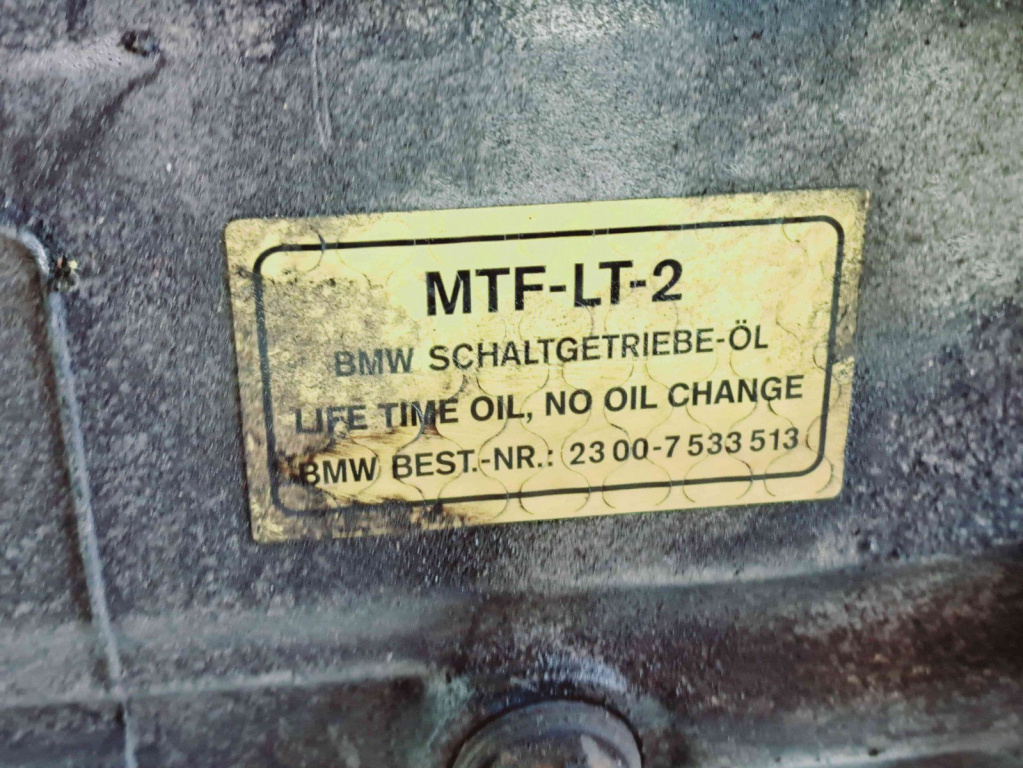 MTF-LT-2
BMW SCHALTGETRIEBE-ÖL
LIFE TIME OIL, NO OIL CHANGE
BMW BEST.-NR.: 23 00-7 533 513